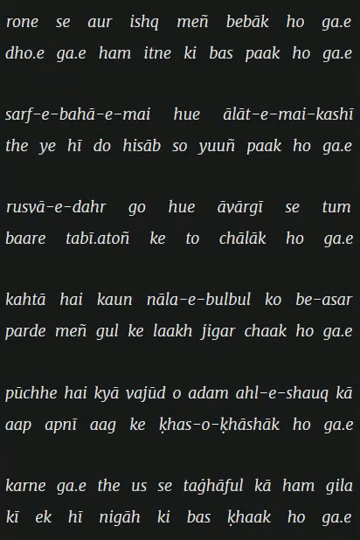 rone se aur ishq meñ bebāk ho ga.e
dho.e ga.e ham itne ki bas paak ho ga.e
sarf-e-bahā-e-mai hue ālāt-e-mai-kashī
the ye hī do hisāb so yuuñ paak ho ga.e
rusvā-e-dahr go hue āvārgī se tum
baare tabī.atoñ ke to chālāk ho ga.e
kahtā hai kaun nāla-e-bulbul ko be-asar
parde meñ gul ke laakh jigar chaak ho ga.e
pūchhe hai kyā vajūd o adam ahl-e-shauq kā
aap apnī aag ke ḳhas-o-ḳhāshāk ho ga.e
karne ga.e the us se taġhāful kā ham gila
kī ek hī nigāh ki bas ḳhaak ho ga.e